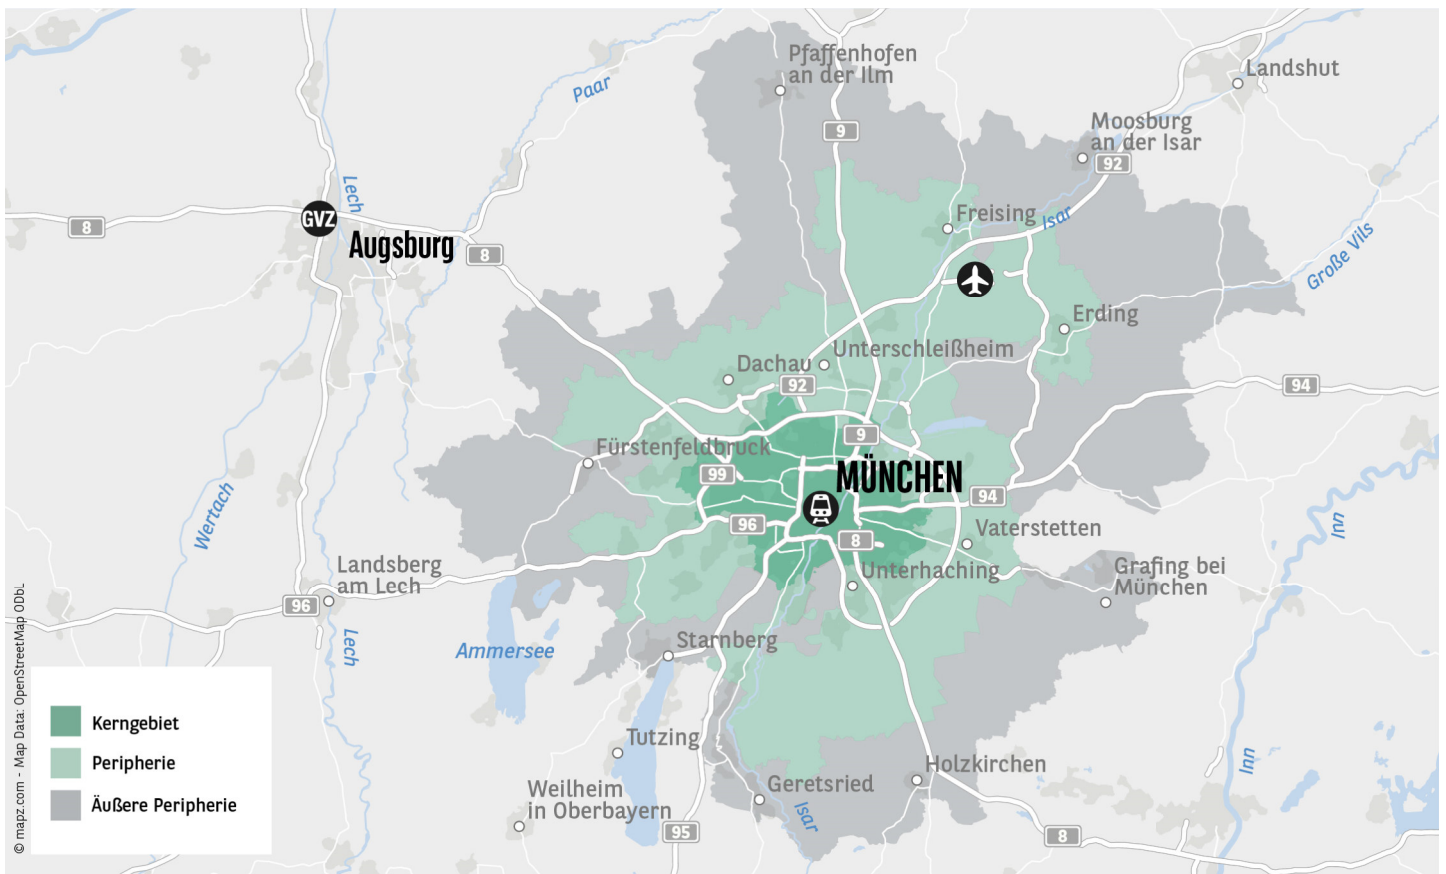 Pfaffenhofen
an der Ilm
Landshut
Paar
Moosburg
an der Isar
9
92
Lech
GVZ
Augsburg
8
8
Freising
Isar
Große Vils
Erding
Unterschleißheim
Dachau
92
94
Fürstenfeldbruck
9
MÜNCHEN
99
94
96
8
Vaterstetten
Wertach
Inn
Landsberg
am Lech
96
Unterhaching
Grafing bei
München
Lech
Ammersee
Starnberg
Tutzing
Weilheim
in Oberbayern
Geretsried
Holzkirchen
Isar
Inn
95
8
Kerngebiet
Peripherie
Äußere Peripherie
© mapz.com - Map Data: OpenStreetMap ODbL